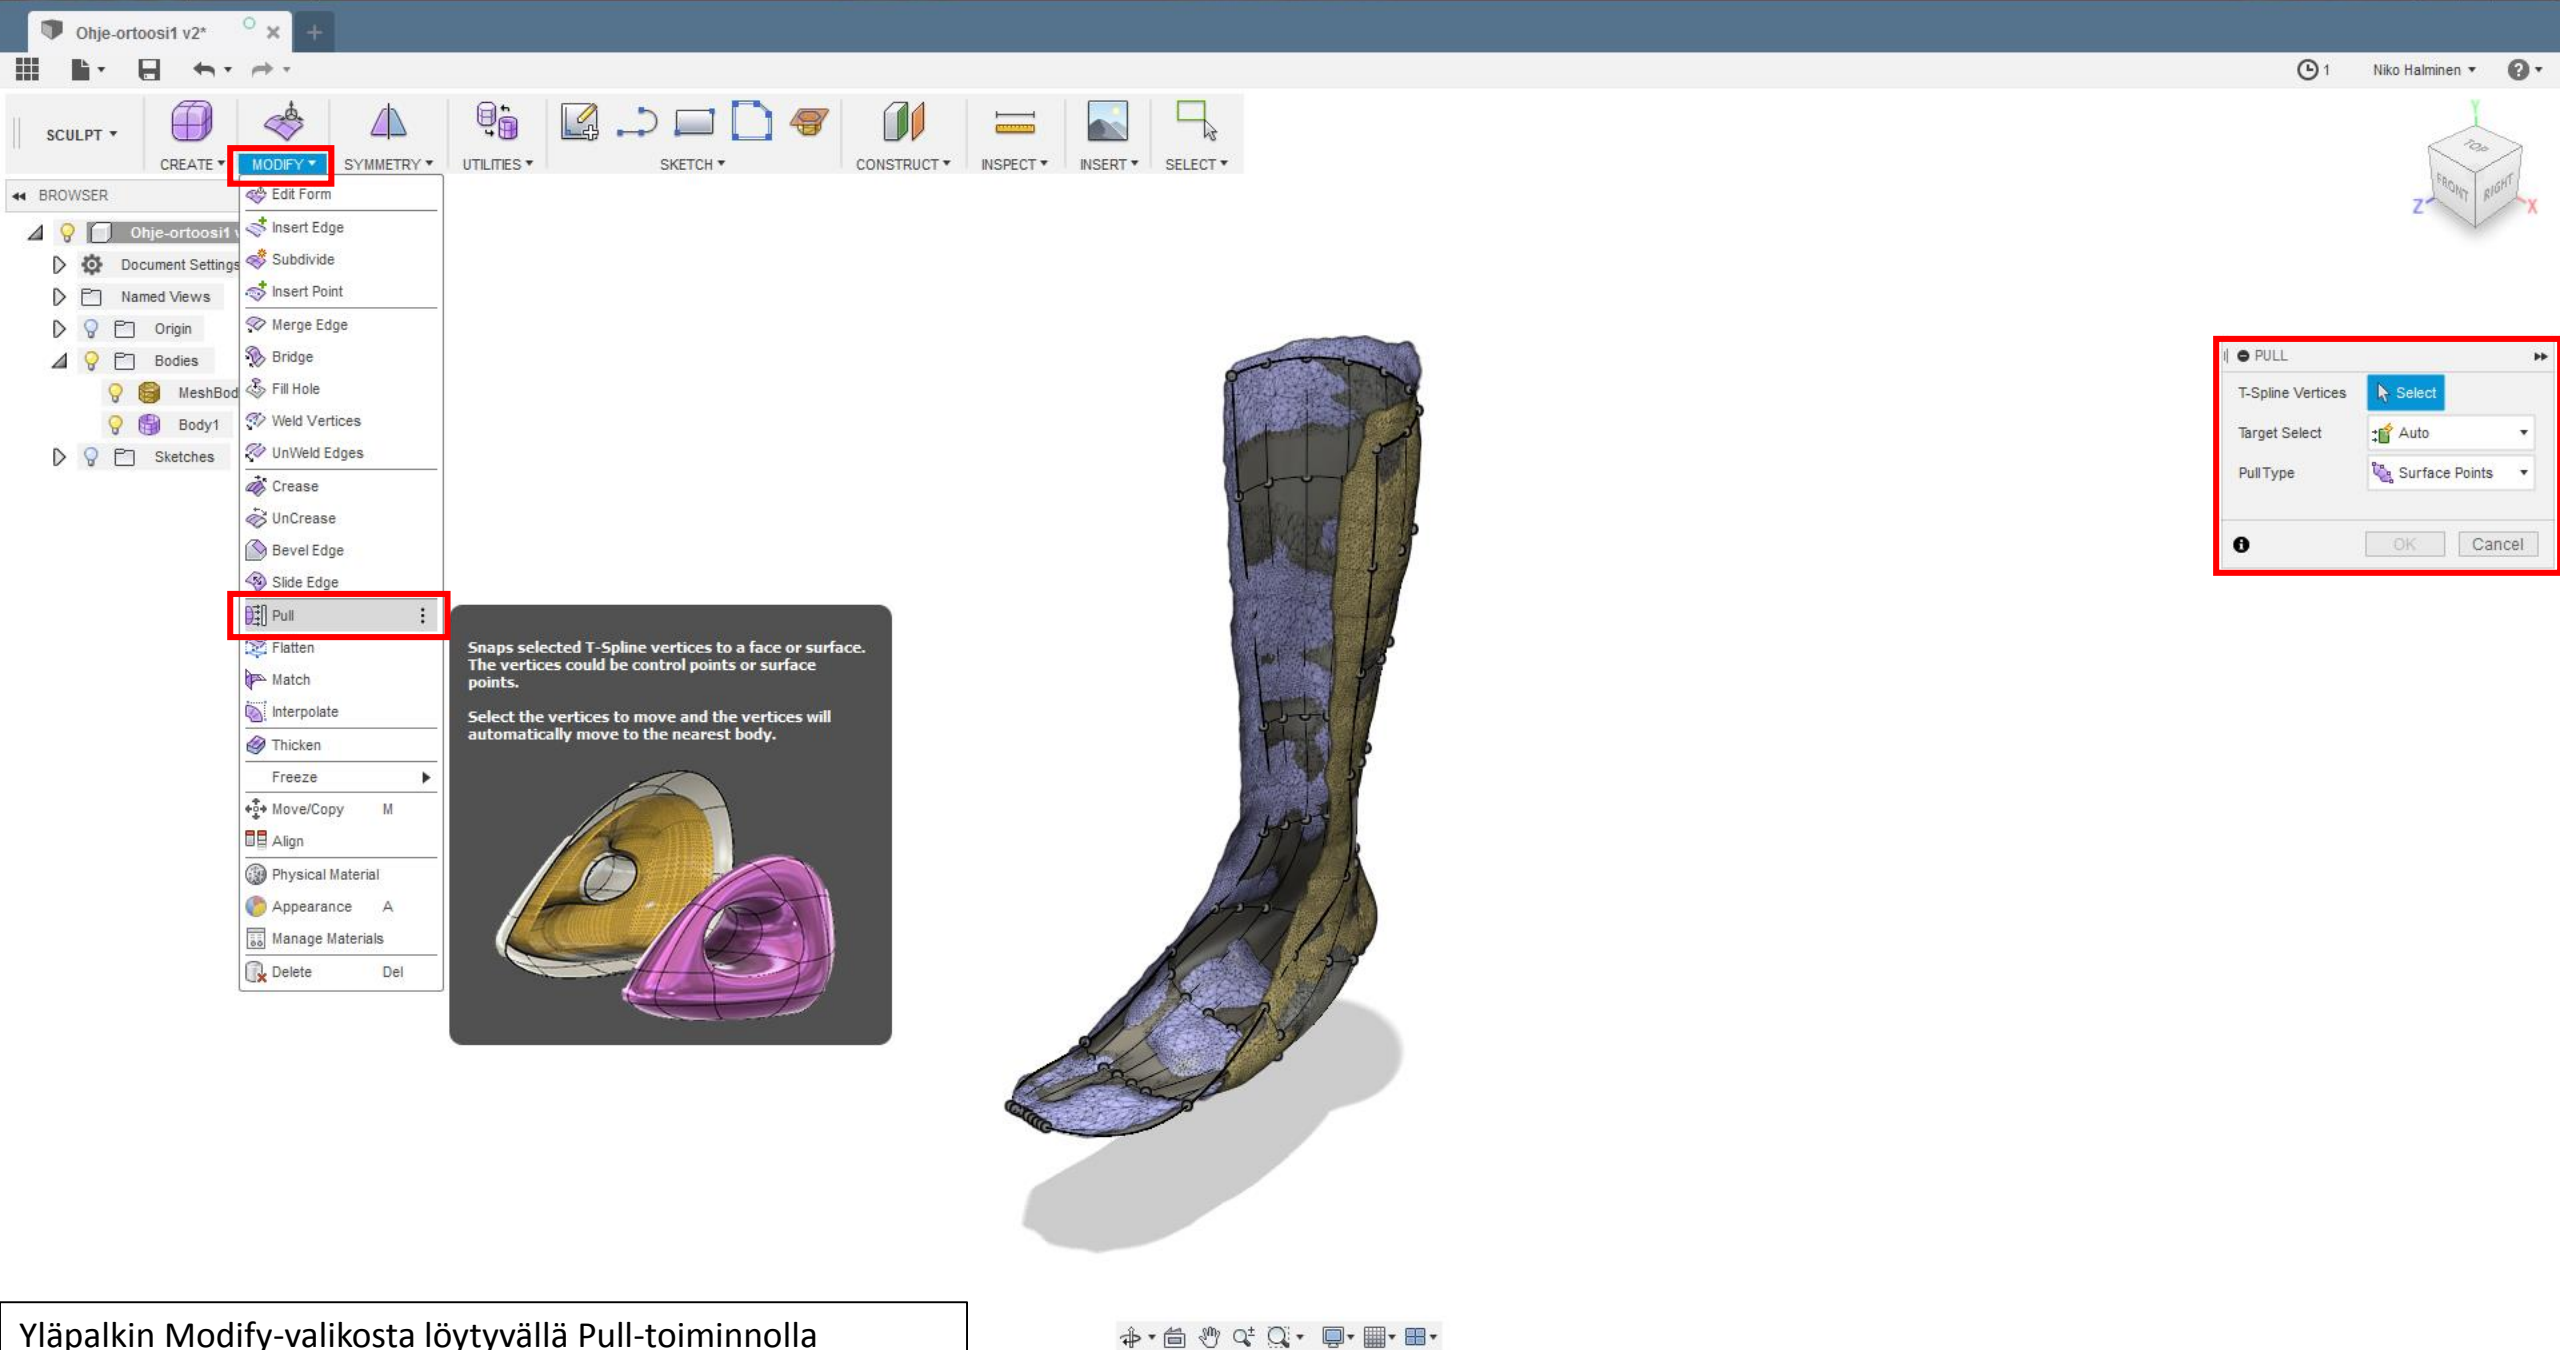 Ohje-ortoosi1 v2*
1
Niko Halminen
SCULPT
CREATE
MODIFY
SYMMETRY
UTILITIES
SKETCH
CONSTRUCT
INSPECT
INSERT
SELECT
TOP
FRONT
RIGHT
Y
Z
X
BROWSER
Ohje-ortoosi1 v
Document Settings
Named Views
Origin
Bodies
MeshBod
Body1
Sketches
Edit Form
Insert Edge
Subdivide
Insert Point
Merge Edge
Bridge
Fill Hole
Weld Vertices
UnWeld Edges
Crease
UnCrease
Bevel Edge
Slide Edge
Pull
Flatten
Match
Interpolate
Thicken
Freeze
Move/Copy M
Align
Physical Material
Appearance A
Manage Materials
Delete Del
Snaps selected T-Spline vertices to a face or surface.
The vertices could be control points or surface
points.
Select the vertices to move and the vertices will
automatically move to the nearest body.
PULL
T-Spline Vertices Select
Target Select Auto
Pull Type Surface Points
OK Cancel
Yläpalkin Modify-valikosta löytyvällä Pull-toiminnolla